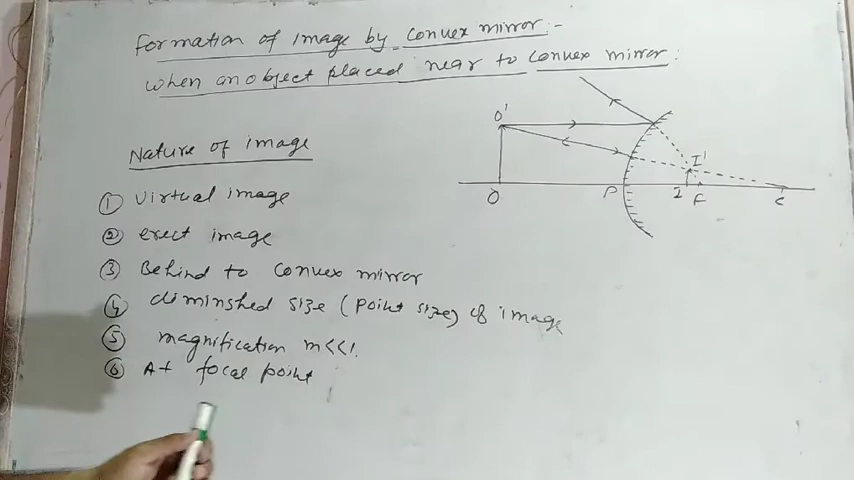 Formation of image by convex mirror :-
when an object placed near to convex mirror :
Nature of image
① virtual image
② erect image
③ Behind to convex mirror
④ diminshed size (point size) of image
⑤ magnification m<<1.
⑥ At focal point
O'
I'
O
P
I
F
C